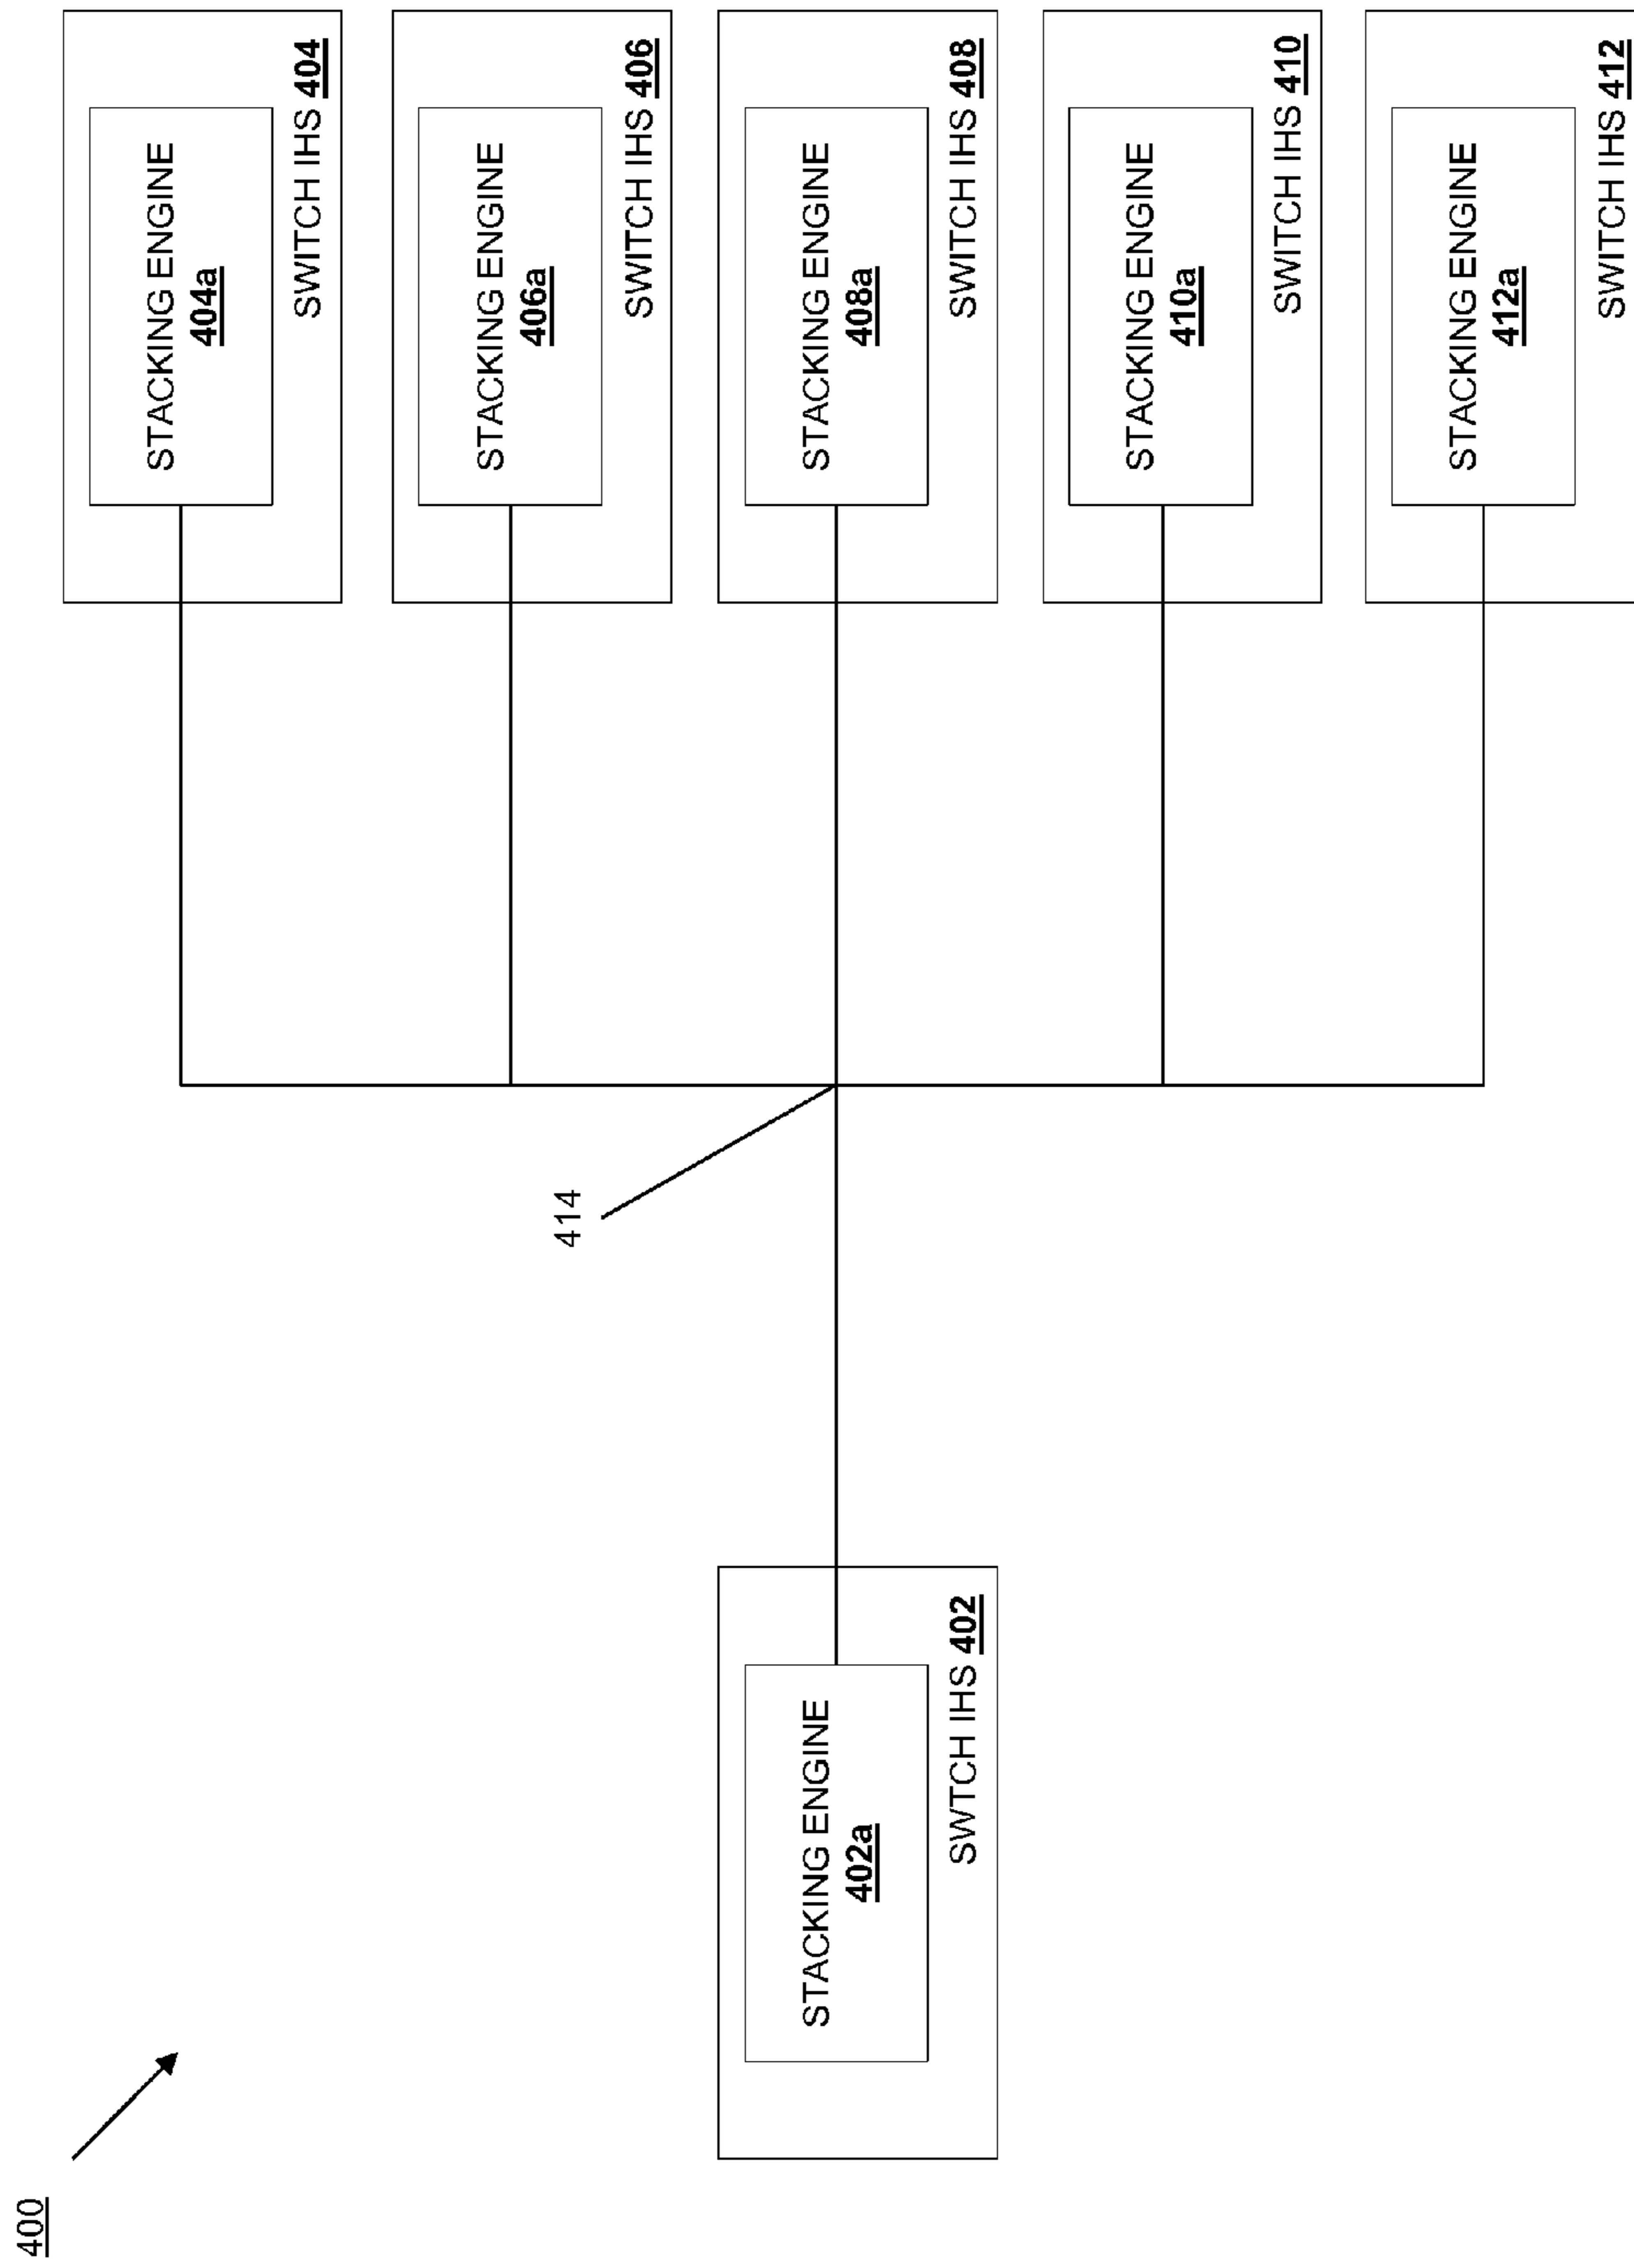 400
STACKING ENGINE
402a
SWTCH IHS 402
414
STACKING ENGINE
404a
SWITCH IHS 404
STACKING ENGINE
406a
SWITCH IHS 406
STACKING ENGINE
408a
SWITCH IHS 408
STACKING ENGINE
410a
SWITCH IHS 410
STACKING ENGINE
412a
SWITCH IHS 412